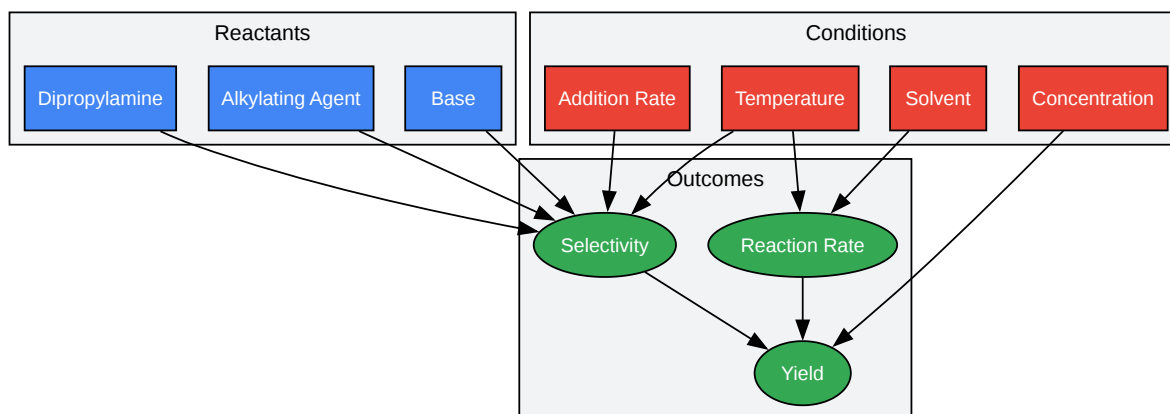 Reactants
Conditions
Dipropylamine
Alkylating Agent
Base
Addition Rate
Temperature
Solvent
Concentration
Outcomes
Selectivity
Reaction Rate
Yield